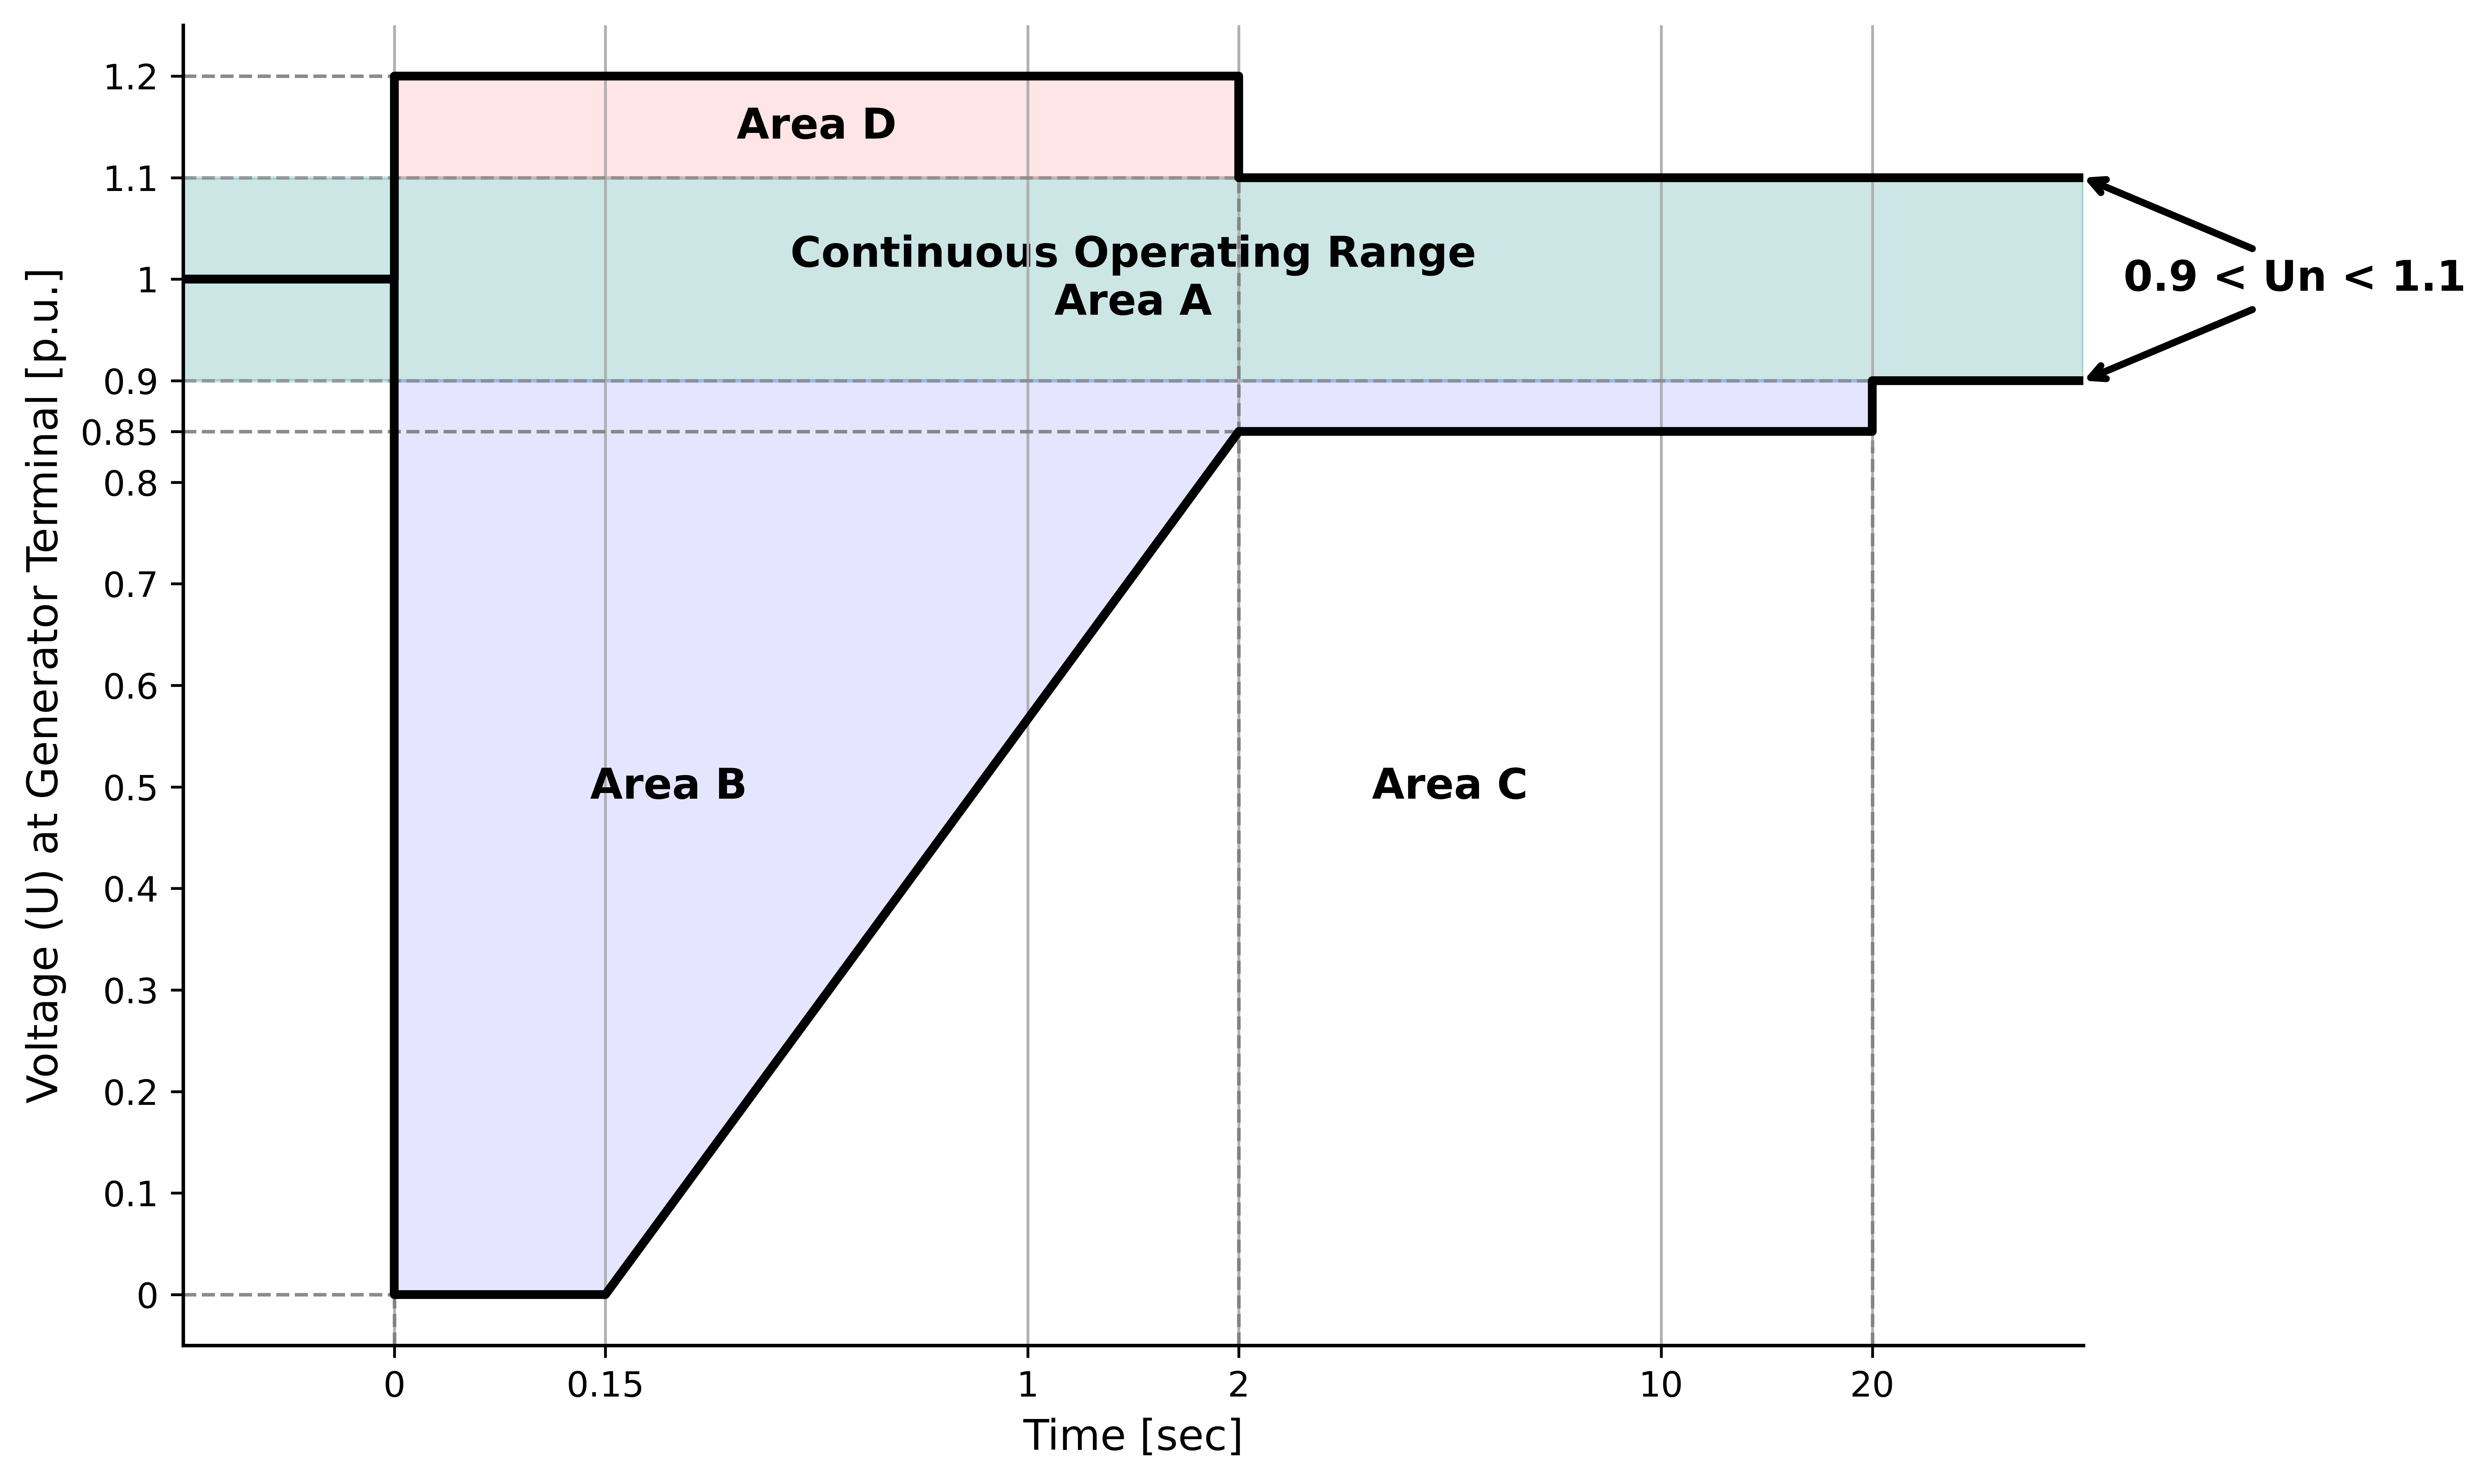 1.2
Area D
1.1
Continuous Operating Range
1
0.9 < Un < 1.1
Area A
0.9
0.85
0.8
0.7
0.6
Area B
Area C
0.5
0.4
0.3
0.2
0.1
0
Voltage (U) at Generator Terminal [p.u.]
0 0.15 1 2 10 20
Time [sec]